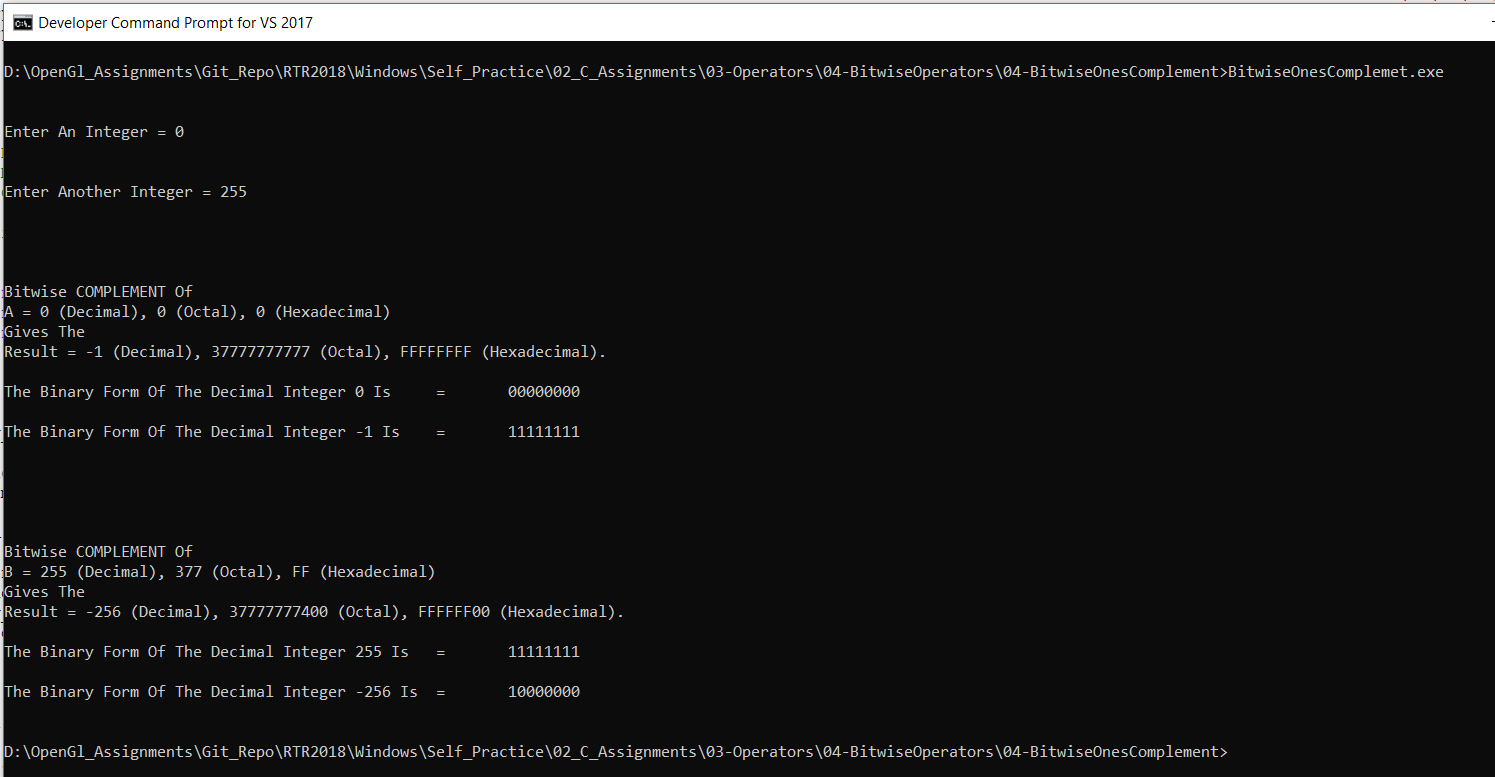 Developer Command Prompt for VS 2017
D:\OpenGl_Assignments\Git_Repo\RTR2018\Windows\Self_Practice\02_C_Assignments\03-Operators\04-BitwiseOperators\04-BitwiseOnesComplement>BitwiseOnesComplemet.exe
Enter An Integer = 0
Enter Another Integer = 255
Bitwise COMPLEMENT Of
A = 0 (Decimal), 0 (Octal), 0 (Hexadecimal)
Gives The
Result = -1 (Decimal), 37777777777 (Octal), FFFFFFFF (Hexadecimal).
The Binary Form Of The Decimal Integer 0 Is = 00000000
The Binary Form Of The Decimal Integer -1 Is = 11111111
Bitwise COMPLEMENT Of
B = 255 (Decimal), 377 (Octal), FF (Hexadecimal)
Gives The
Result = -256 (Decimal), 37777777400 (Octal), FFFFFF00 (Hexadecimal).
The Binary Form Of The Decimal Integer 255 Is = 11111111
The Binary Form Of The Decimal Integer -256 Is = 10000000
D:\OpenGl_Assignments\Git_Repo\RTR2018\Windows\Self_Practice\02_C_Assignments\03-Operators\04-BitwiseOperators\04-BitwiseOnesComplement>